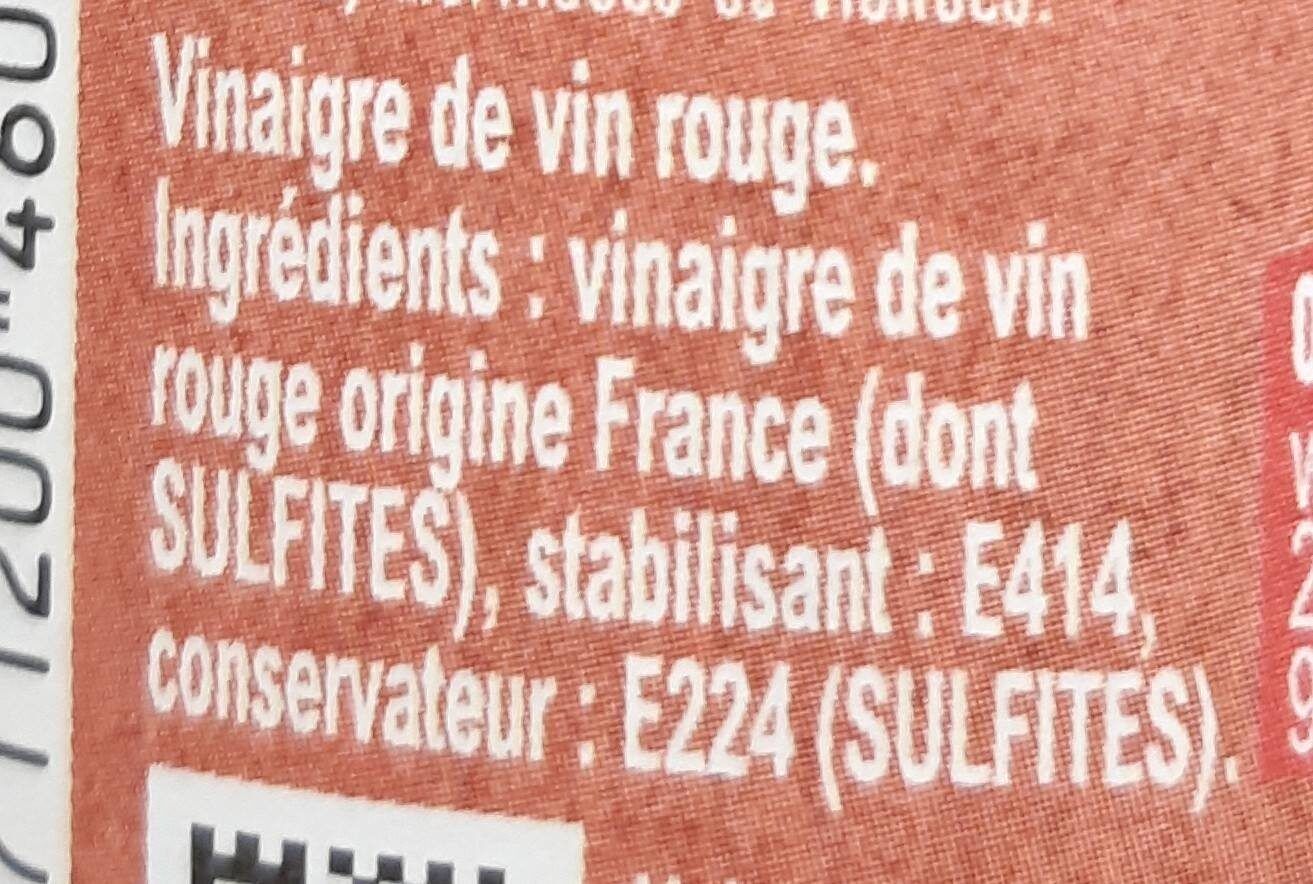 Vinaigre de vin rouge.
Ingrédients : vinaigre de vin
rouge origine France (dont
SULFITES), stabilisant : E414,
conservateur : E224 (SULFITES).